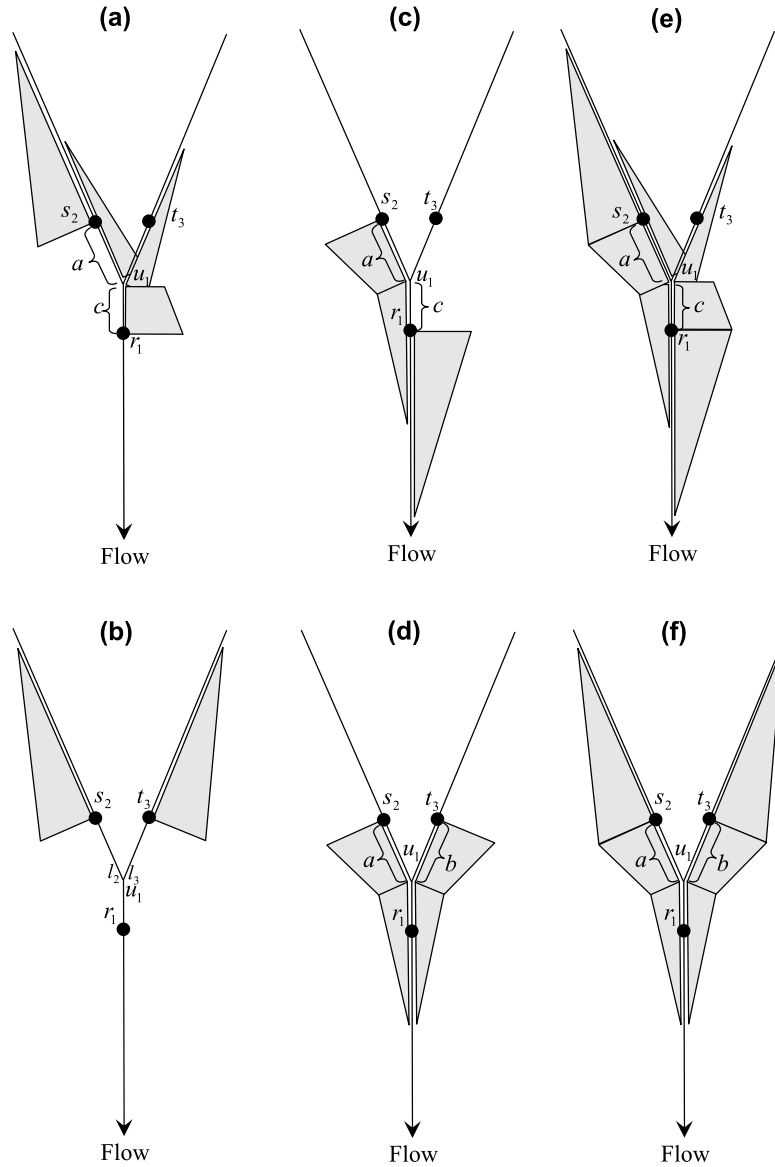 (a) (c) (e)
s2 t3 s2 t3 s2 t3
a u1 a u1 a u1
c c c
r1 r1 r1
Flow Flow Flow
(b) (d) (f)
s2 t3 s2 t3 s2 t3
l2 l3 a u1 b a u1 b
u1
r1 r1 r1
Flow Flow Flow